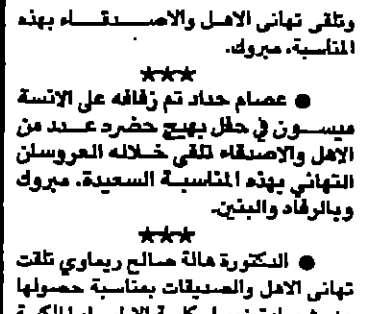 وتلقى تهاني الاهل والاصدقاء بهذه
المناسبة، مبروك.
★★★
● عصام حداد تم زفافه على الانسة
ميسون في حفل بهيج حضره عدد من
الاهل والاصدقاء تلقى خلاله العروسان
التهاني بهذه المناسبة السعيدة، مبروك
وبالرفاد والبنين.
★★★
● الدكتورة هالة صالح ريماوي تلقت
تهاني الاهل والصديقات بمناسبة حصولها